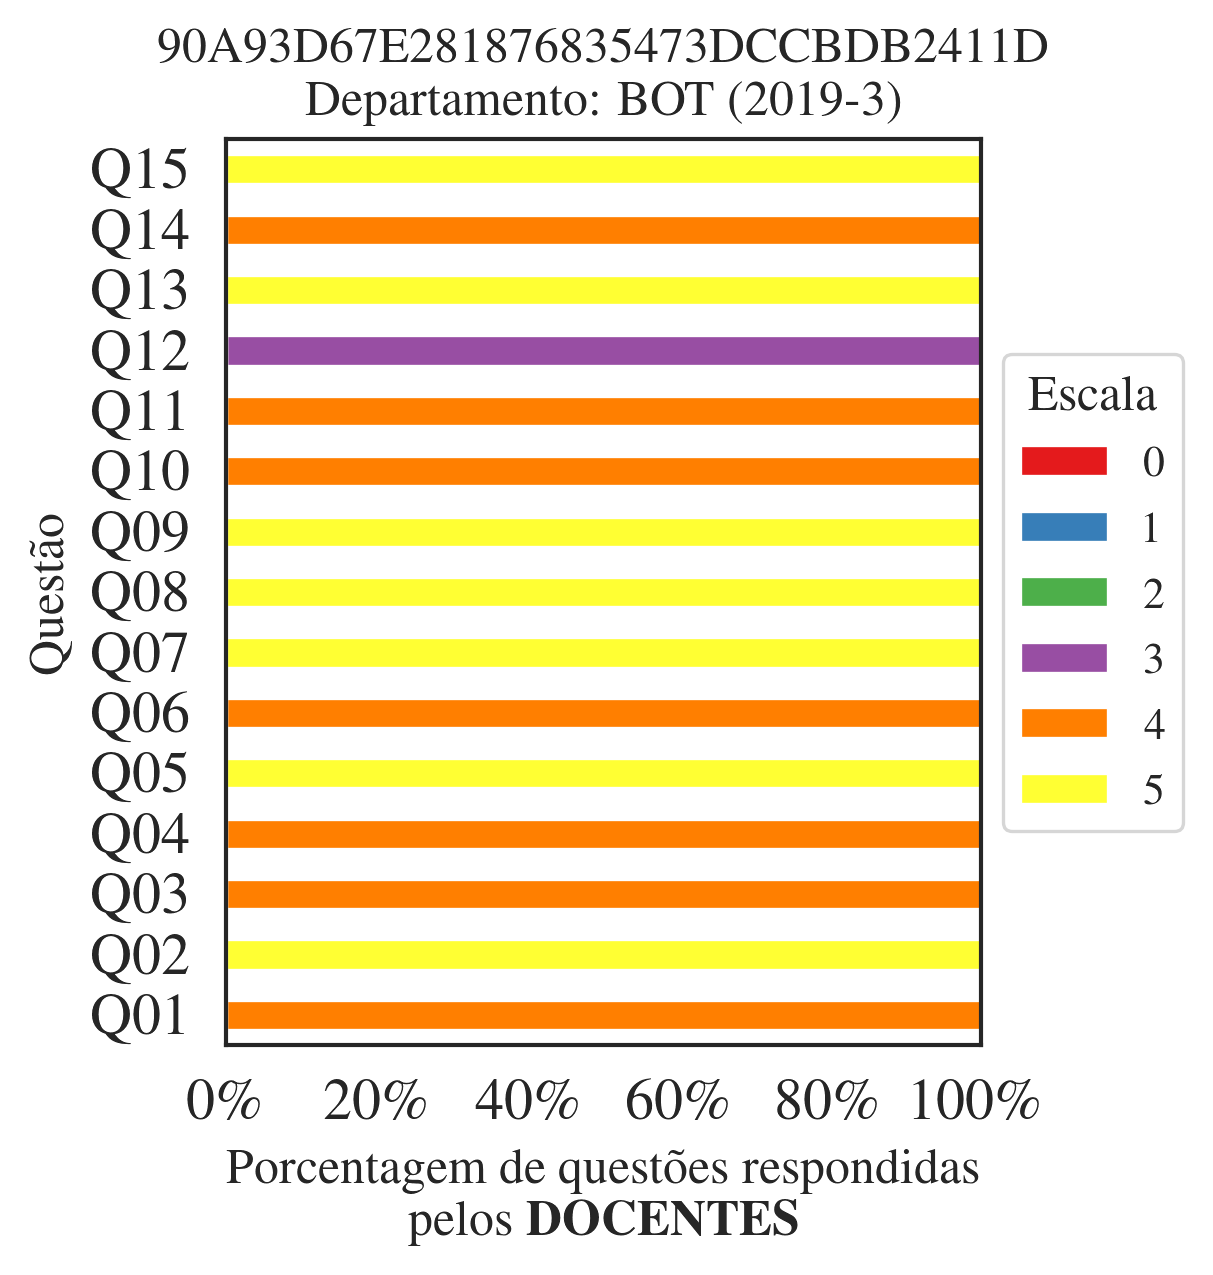 90A93D67E281876835473DCCBDB2411D
Departamento: BOT (2019-3)
Questão
Q15
Q14
Q13
Q12
Q11
Q10
Q09
Q08
Q07
Q06
Q05
Q04
Q03
Q02
Q01
0% 20% 40% 60% 80% 100%
Porcentagem de questões respondidas
pelos DOCENTES
Escala
0
1
2
3
4
5